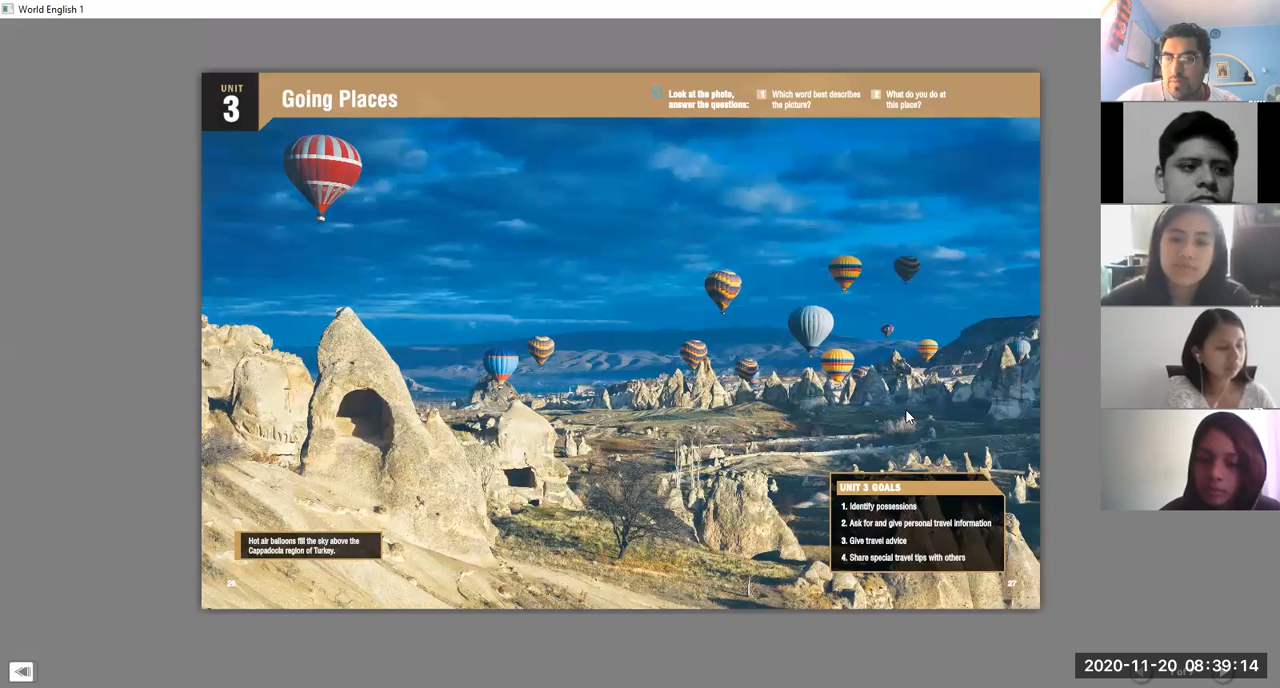 World English 1
UNIT
3
Going Places
Look at the photo,
answer the questions:
1 Which word best describes
the picture?
2 What do you do at
this place?
UNIT 3 GOALS
1. Identify possessions
2. Ask for and give personal travel information
3. Give travel advice
4. Share special travel tips with others
Hot air balloons fill the sky above the
Cappadocia region of Turkey.
26
27
2020-11-20 08:39:14